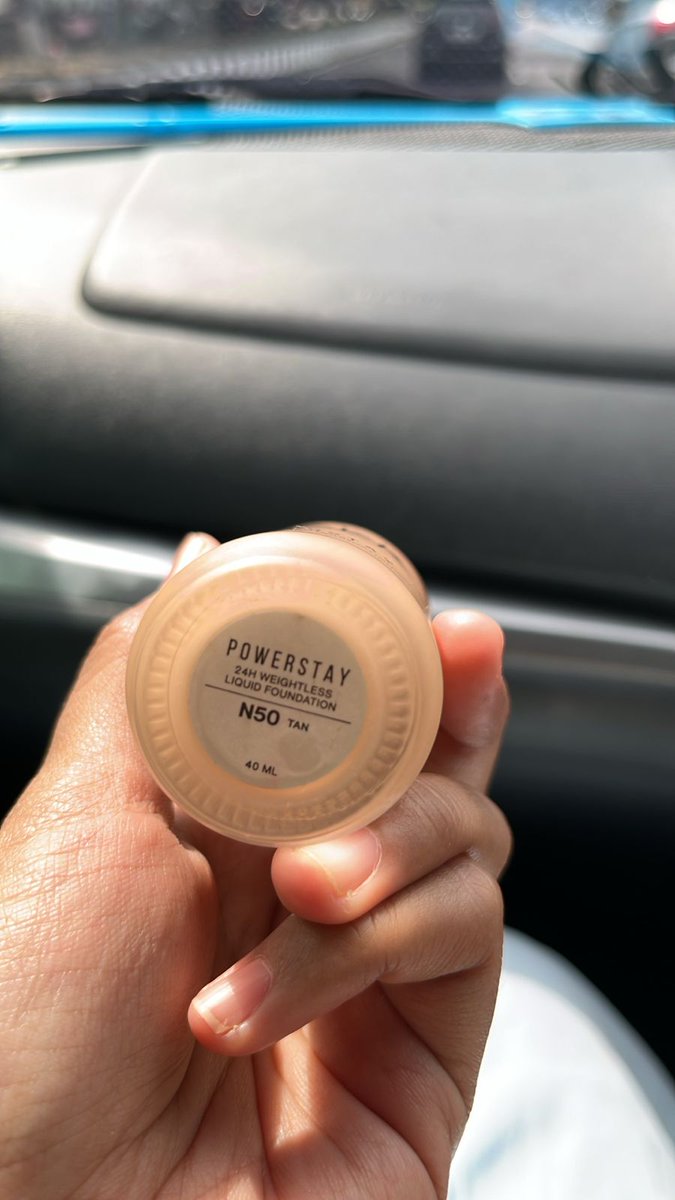 POWERSTAY
24H WEIGHTLESS
LIQUID FOUNDATION
N50 TAN
40 ML